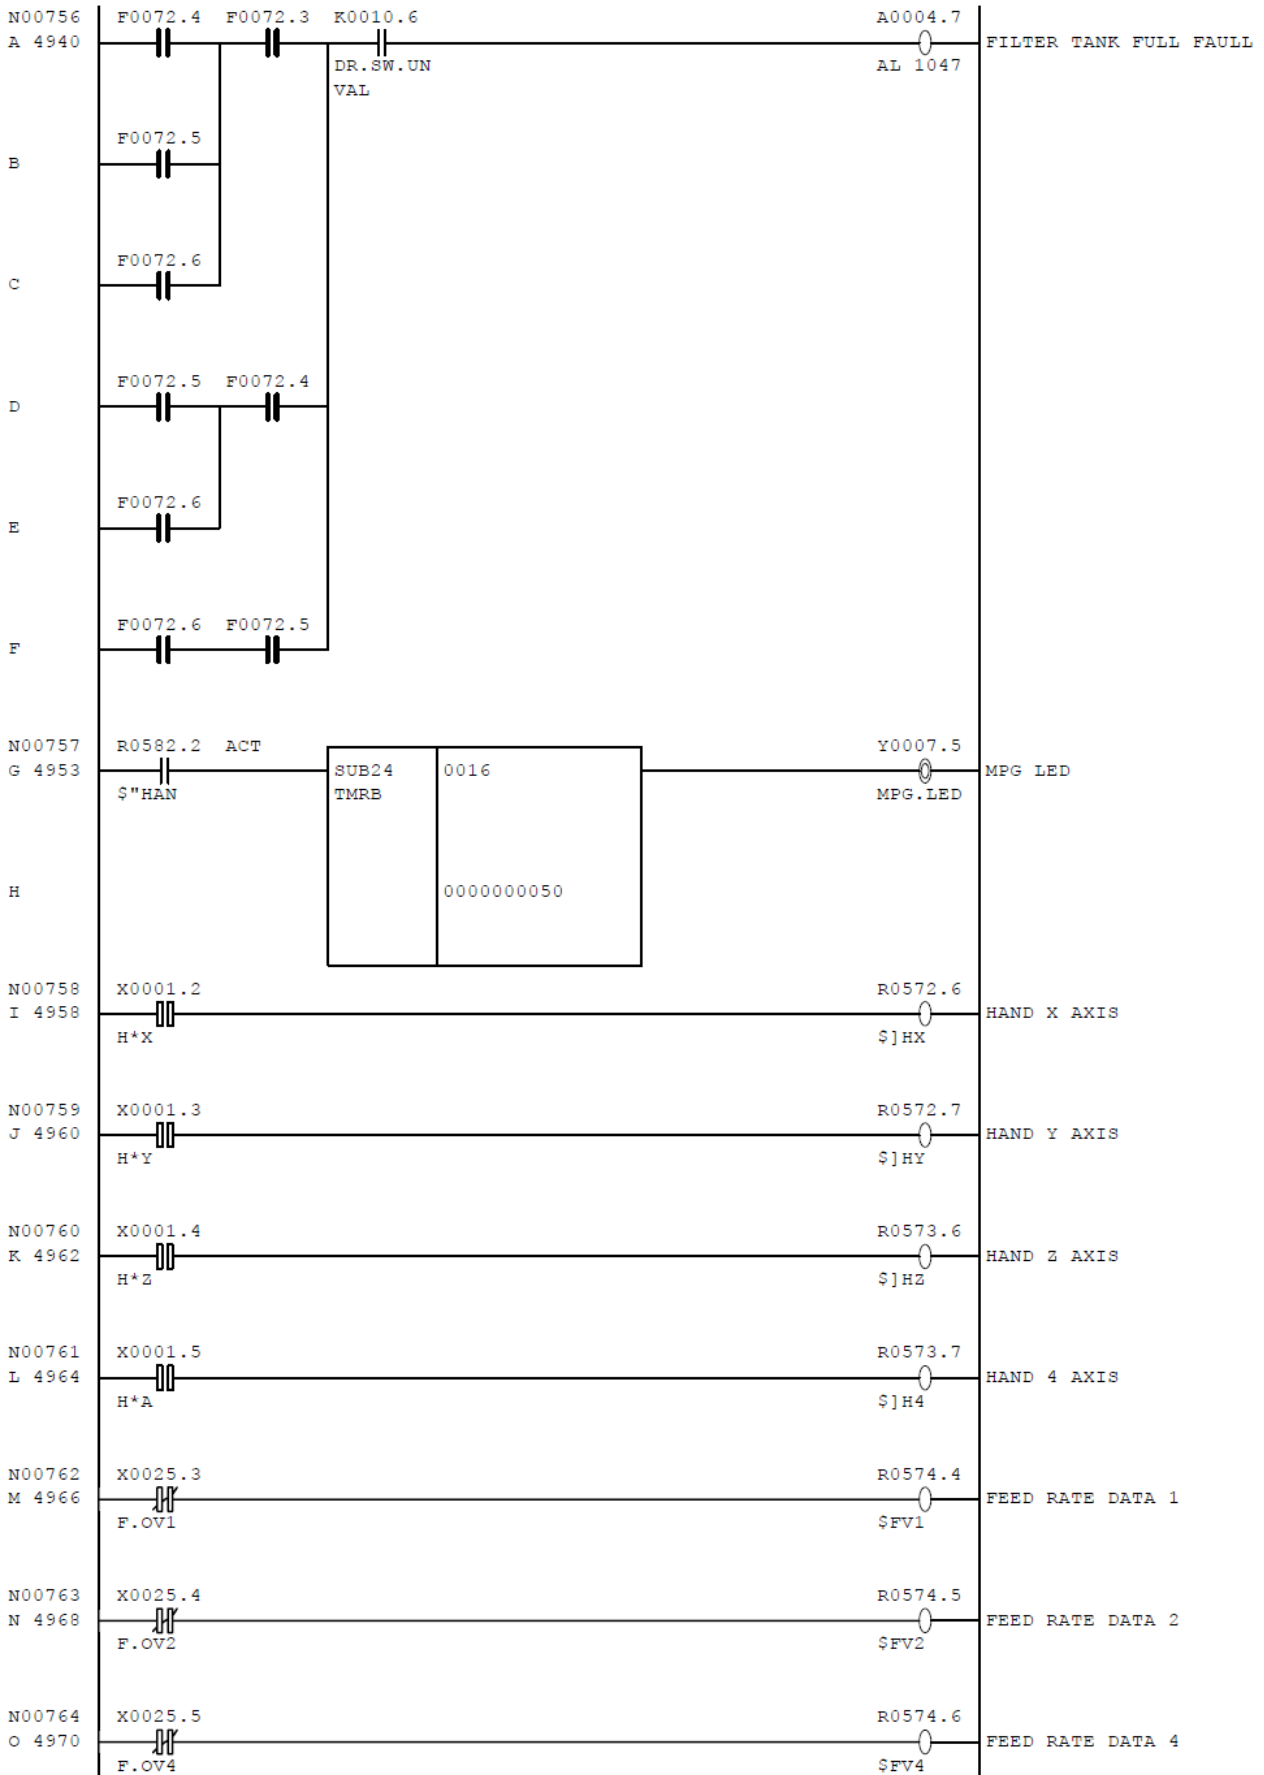 N00756 F0072.4 F0072.3 K0010.6 A0004.7
A 4940 FILTER TANK FULL FAULL
DR.SW.UN AL 1047
VAL
F0072.5
B
F0072.6
C
F0072.5 F0072.4
D
F0072.6
E
F0072.6 F0072.5
F
N00757 R0582.2 ACT Y0007.5
G 4953 SUB24 0016 MPG LED
$"HAN TMRB MPG.LED
H 0000000050
N00758 X0001.2 R0572.6
I 4958 HAND X AXIS
H*X $]HX
N00759 X0001.3 R0572.7
J 4960 HAND Y AXIS
H*Y $]HY
N00760 X0001.4 R0573.6
K 4962 HAND Z AXIS
H*Z $]HZ
N00761 X0001.5 R0573.7
L 4964 HAND 4 AXIS
H*A $]H4
N00762 X0025.3 R0574.4
M 4966 FEED RATE DATA 1
F.OV1 $FV1
N00763 X0025.4 R0574.5
N 4968 FEED RATE DATA 2
F.OV2 $FV2
N00764 X0025.5 R0574.6
O 4970 FEED RATE DATA 4
F.OV4 $FV4